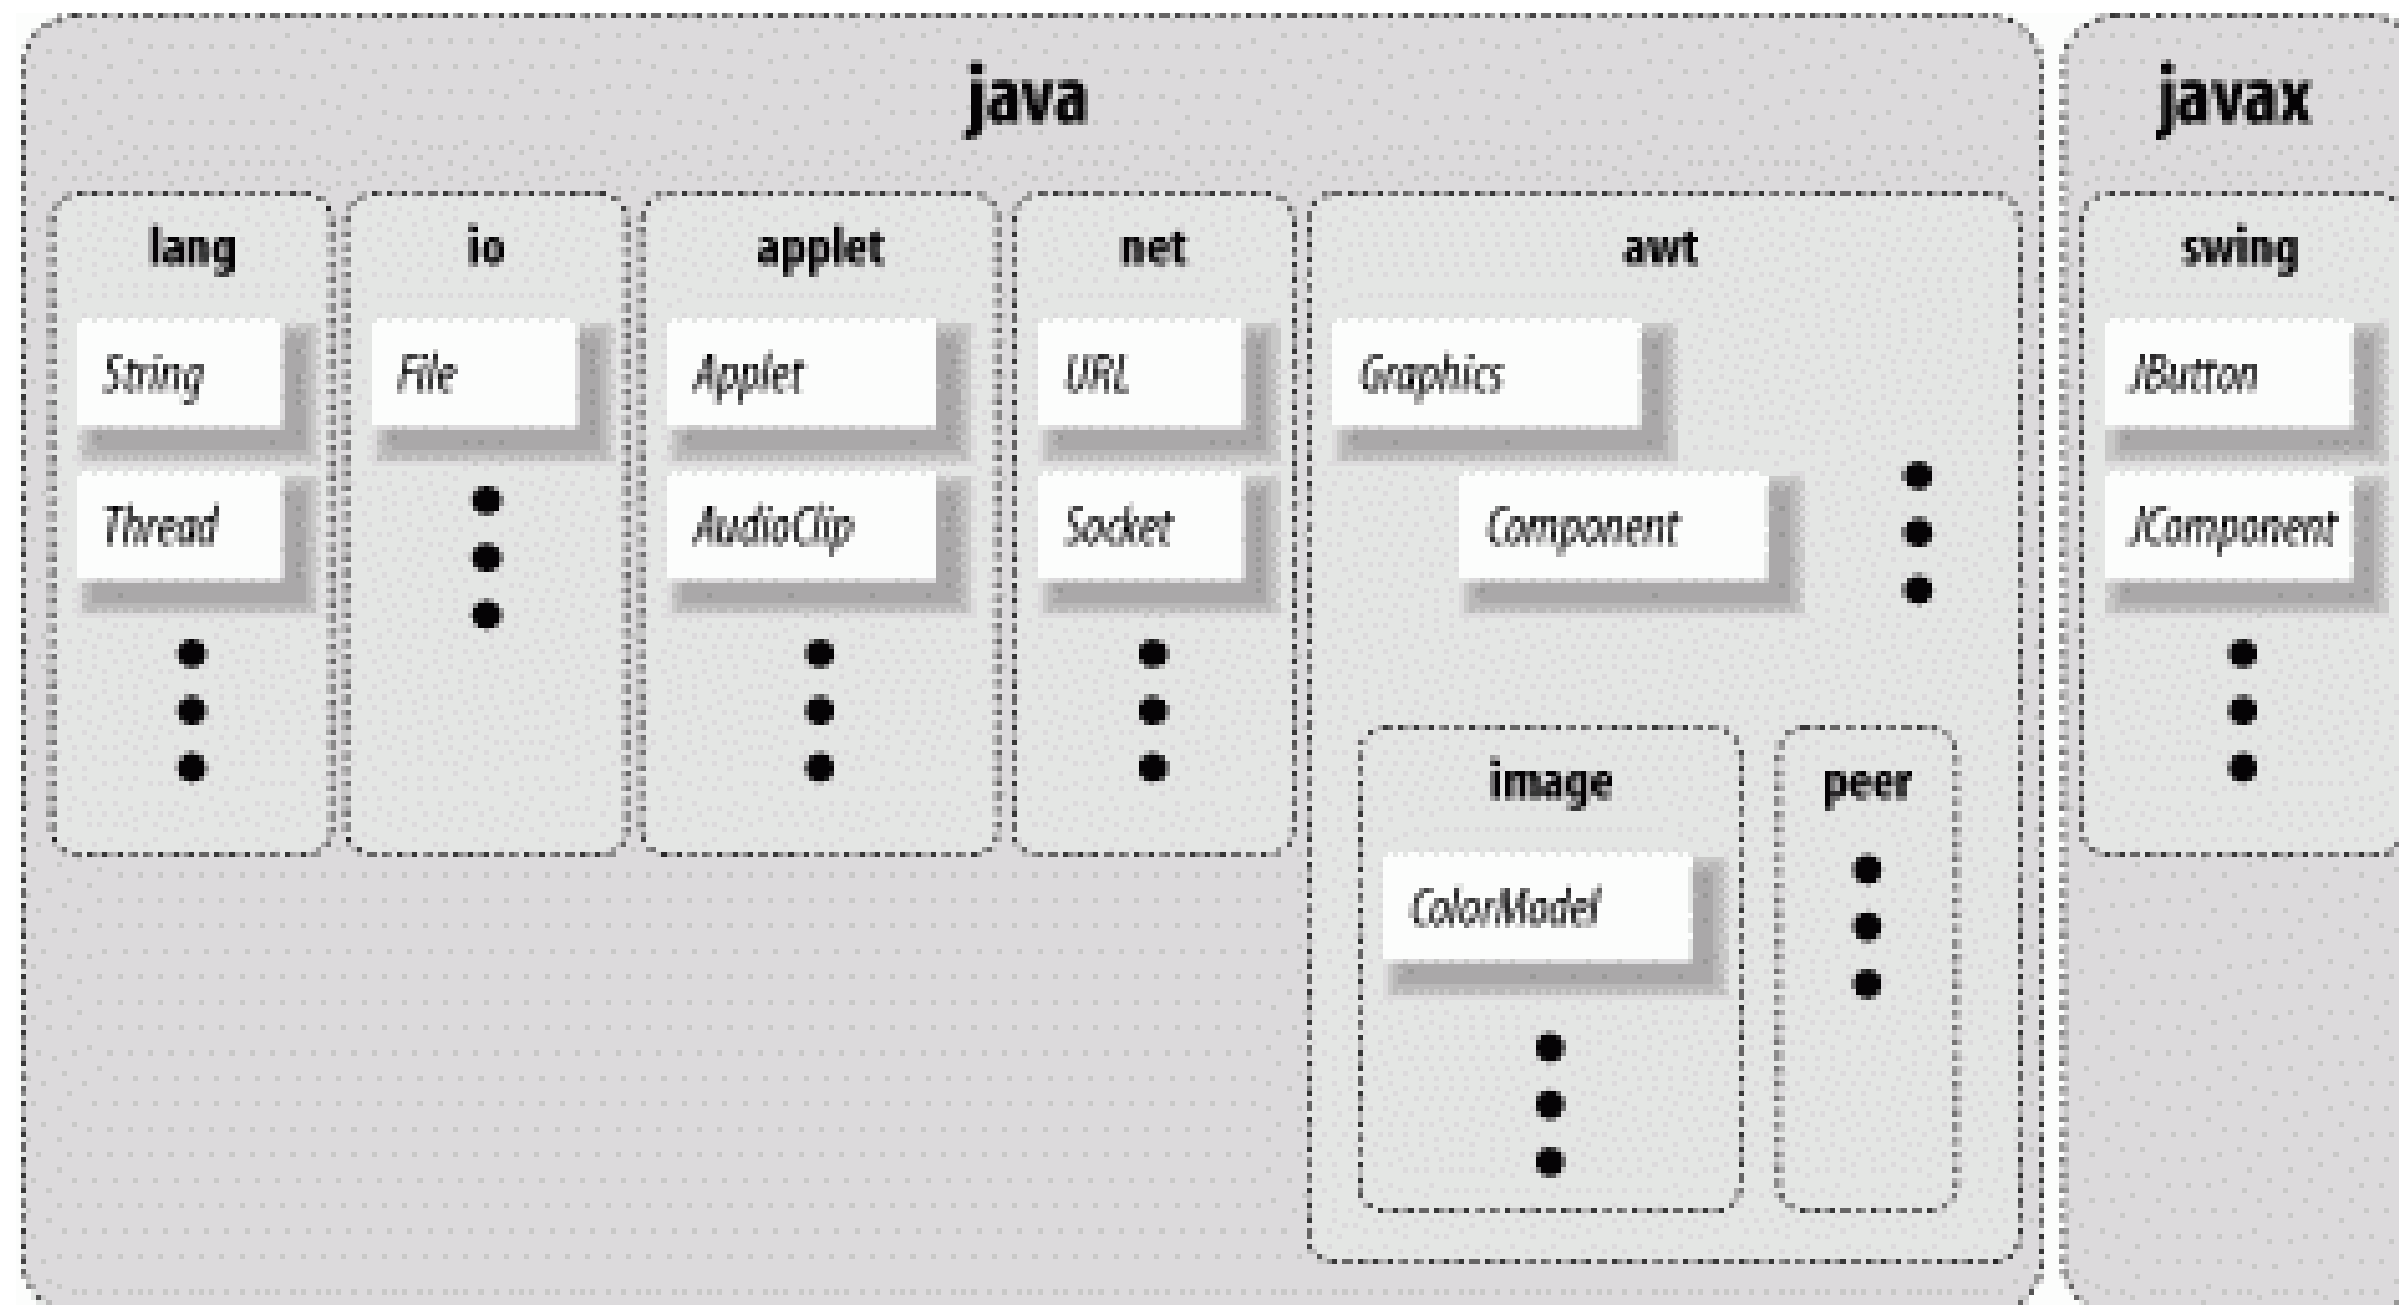 java
javax
lang
io
applet
net
awt
swing
String
File
Applet
URL
Graphics
JButton
Thread
AudioClip
Socket
Component
JComponent
image
peer
ColorModel